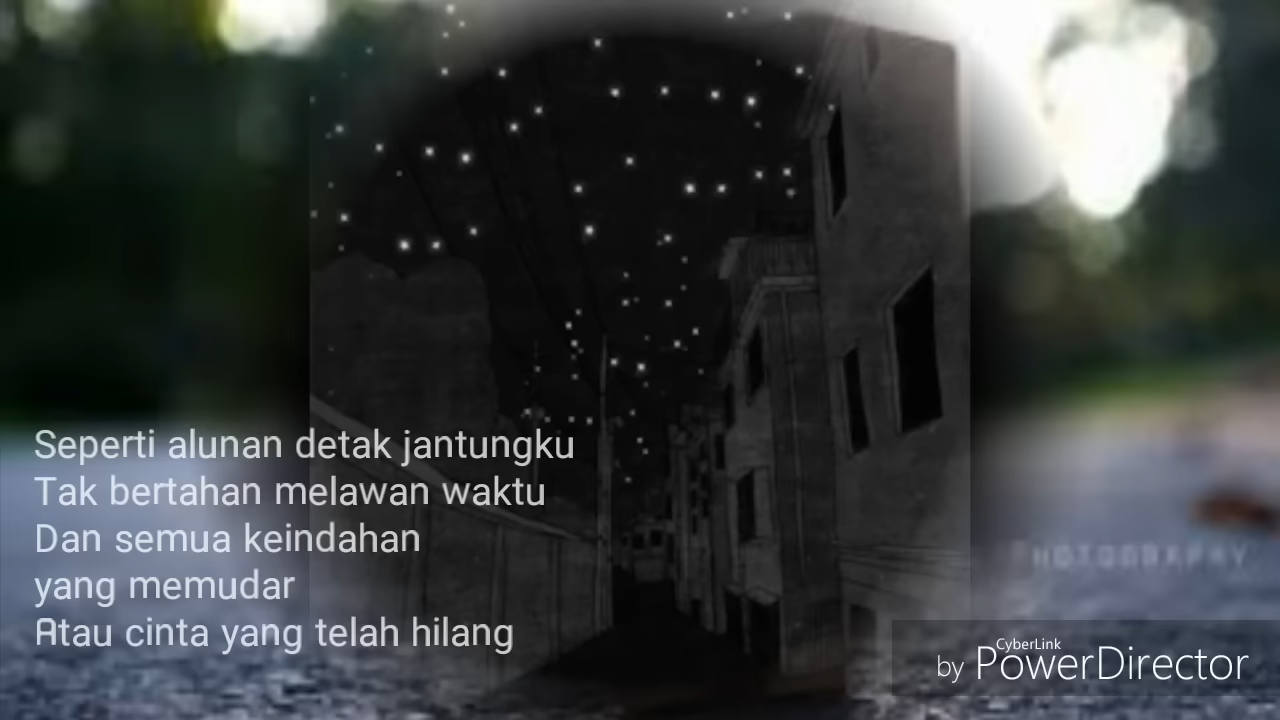 Seperti alunan detak jantungku
Tak bertahan melawan waktu
Dan semua keindahan
yang memudar
Atau cinta yang telah hilang
PHOTOGRAPHY
CyberLink
by PowerDirector